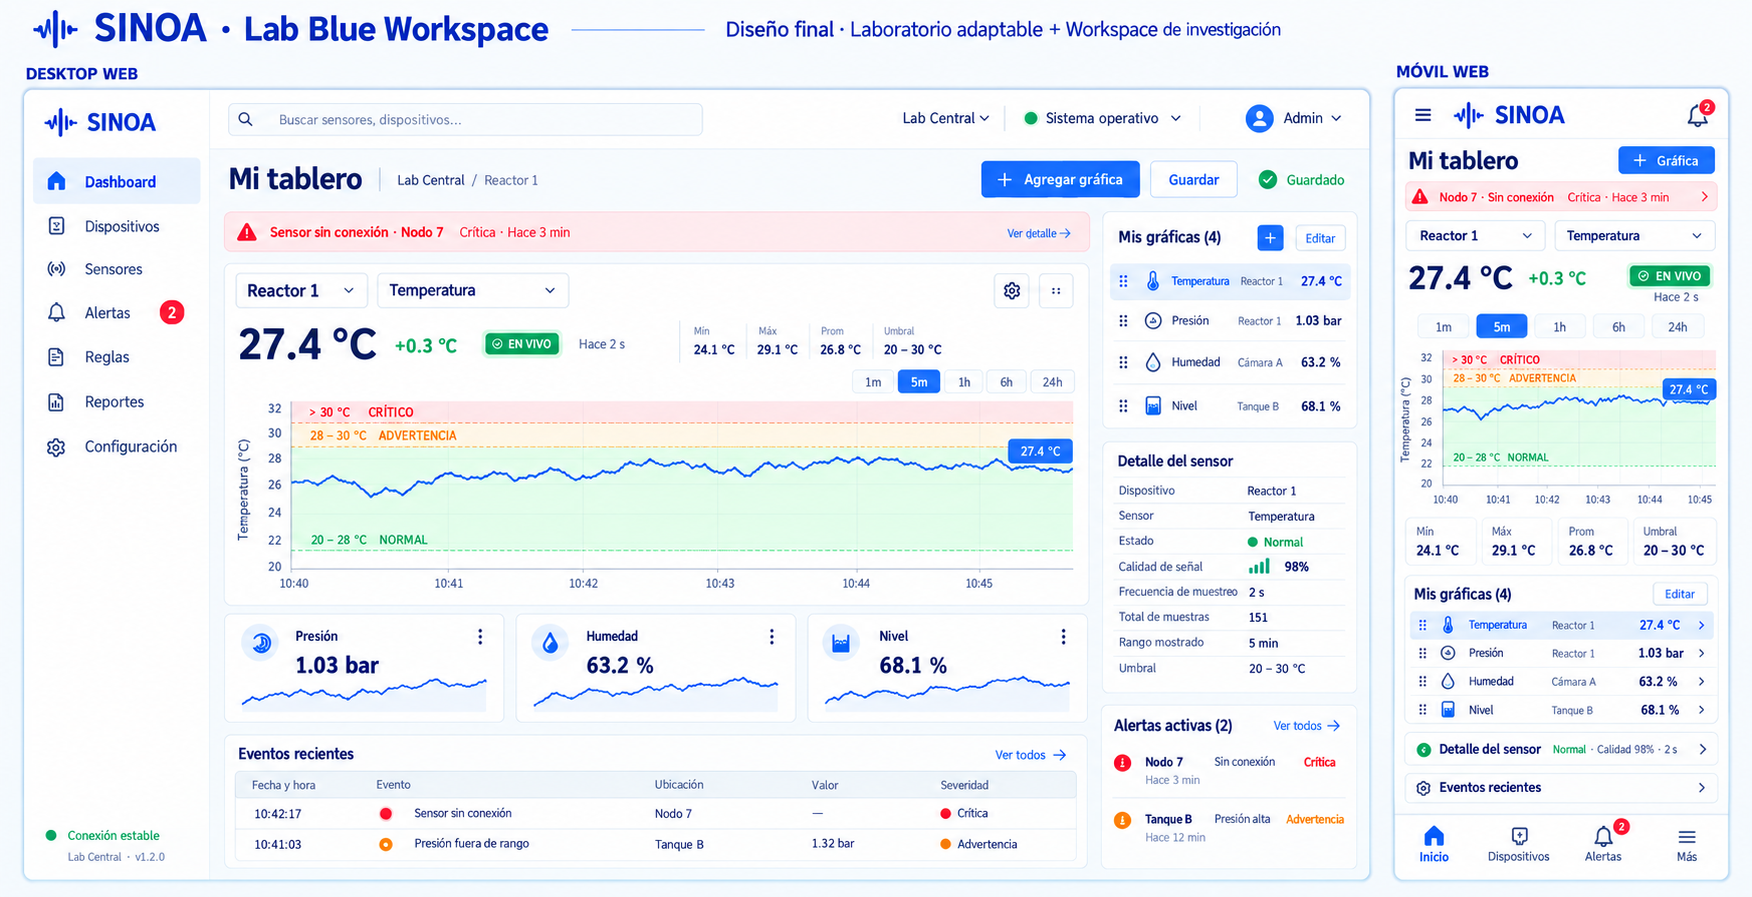 SINOA · Lab Blue Workspace
Diseño final · Laboratorio adaptable + Workspace de investigación
DESKTOP WEB
SINOA
Dashboard
Dispositivos
Sensores
Alertas 2
Reglas
Reportes
Configuración
Conexión estable
Lab Central · v1.2.0
Buscar sensores, dispositivos...
Lab Central
Sistema operativo
Admin
Mi tablero
Lab Central / Reactor 1
+ Agregar gráfica
Guardar
Guardado
Sensor sin conexión · Nodo 7 Crítica · Hace 3 min
Ver detalle →
Reactor 1
Temperatura
27.4 °C +0.3 °C EN VIVO Hace 2 s
Mín Máx Prom Umbral
24.1 °C 29.1 °C 26.8 °C 20 – 30 °C
1m 5m 1h 6h 24h
Temperatura (°C)
32
30
28
26
24
22
20
> 30 °C CRÍTICO
28 – 30 °C ADVERTENCIA
27.4 °C
20 – 28 °C NORMAL
10:40 10:41 10:42 10:43 10:44 10:45
Presión
1.03 bar
Humedad
63.2 %
Nivel
68.1 %
Eventos recientes
Ver todos →
Fecha y hora Evento Ubicación Valor Severidad
10:42:17 Sensor sin conexión Nodo 7 — Crítica
10:41:03 Presión fuera de rango Tanque B 1.32 bar Advertencia
Mis gráficas (4)
+
Editar
Temperatura Reactor 1 27.4 °C
Presión Reactor 1 1.03 bar
Humedad Cámara A 63.2 %
Nivel Tanque B 68.1 %
Detalle del sensor
Dispositivo Reactor 1
Sensor Temperatura
Estado Normal
Calidad de señal 98%
Frecuencia de muestreo 2 s
Total de muestras 151
Rango mostrado 5 min
Umbral 20 – 30 °C
Alertas activas (2)
Ver todos →
Nodo 7 Sin conexión Crítica
Hace 3 min
Tanque B Presión alta Advertencia
Hace 12 min
MÓVIL WEB
SINOA
2
Mi tablero
+ Gráfica
Nodo 7 · Sin conexión Crítica · Hace 3 min
Reactor 1
Temperatura
27.4 °C +0.3 °C EN VIVO
Hace 2 s
1m 5m 1h 6h 24h
Temperatura (°C)
32
30
28
26
24
22
20
> 30 °C CRÍTICO
28 – 30 °C ADVERTENCIA
27.4 °C
20 – 28 °C NORMAL
10:40 10:41 10:42 10:43 10:44 10:45
Mín Máx Prom Umbral
24.1 °C 29.1 °C 26.8 °C 20 – 30 °C
Mis gráficas (4)
Editar
Temperatura Reactor 1 27.4 °C
Presión Reactor 1 1.03 bar
Humedad Cámara A 63.2 %
Nivel Tanque B 68.1 %
Detalle del sensor Normal · Calidad 98% · 2 s
Eventos recientes
2
Inicio Dispositivos Alertas Más